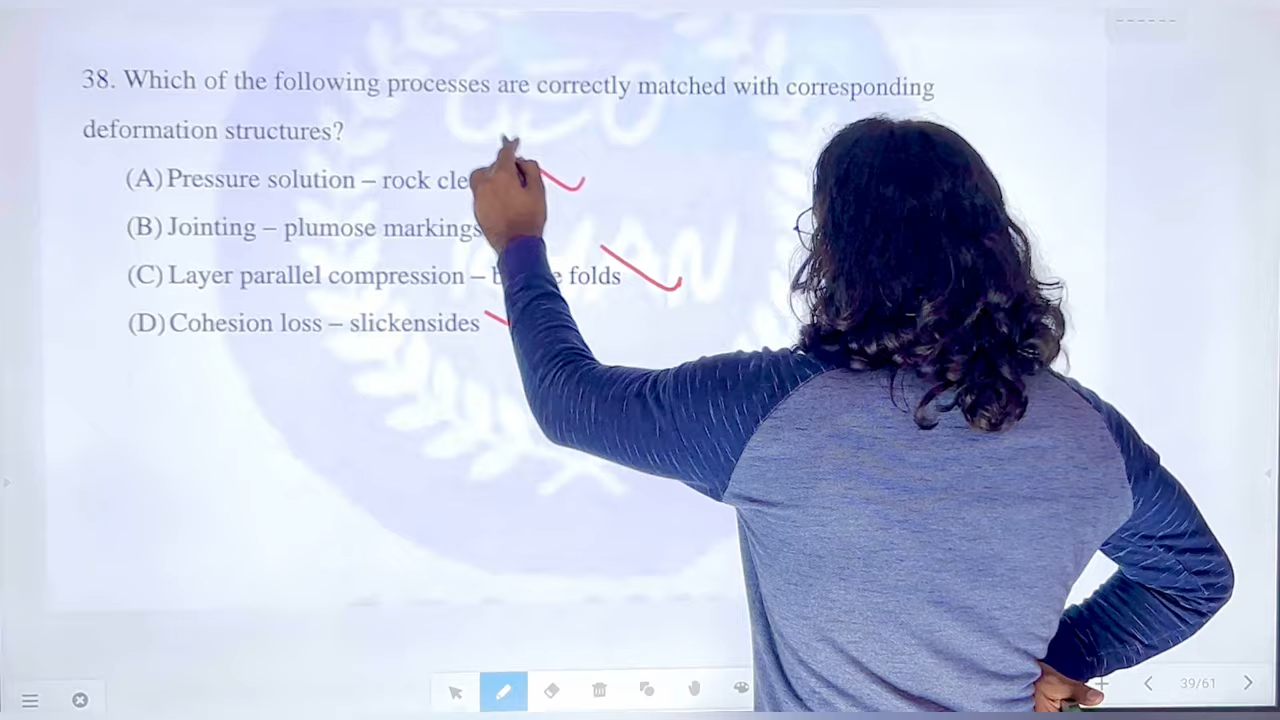 38. Which of the following processes are correctly matched with corresponding
deformation structures?
(A) Pressure solution – rock
(B) Jointing – plumose markings
(C) Layer parallel compression – folds
(D) Cohesion loss – slickensides
39/61